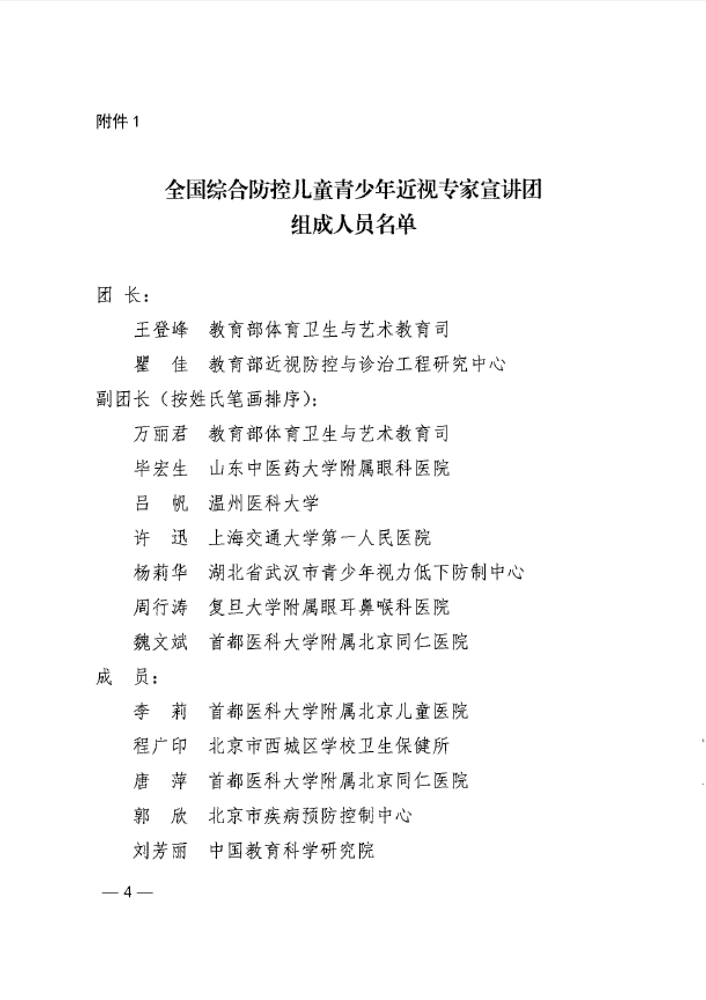 附件 1
全国综合防控儿童青少年近视专家宣讲团
组成人员名单
团 长：
王登峰 教育部体育卫生与艺术教育司
瞿 佳 教育部近视防控与诊治工程研究中心
副团长（按姓氏笔画排序）：
万丽君 教育部体育卫生与艺术教育司
毕宏生 山东中医药大学附属眼科医院
吕 帆 温州医科大学
许 迅 上海交通大学第一人民医院
杨莉华 湖北省武汉市青少年视力低下防制中心
周行涛 复旦大学附属眼耳鼻喉科医院
魏文斌 首都医科大学附属北京同仁医院
成 员：
李 莉 首都医科大学附属北京儿童医院
程广印 北京市西城区学校卫生保健所
唐 萍 首都医科大学附属北京同仁医院
郭 欣 北京市疾病预防控制中心
刘芳丽 中国教育科学研究院
— 4 —